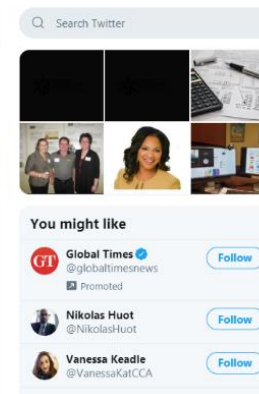 Search Twitter
You might like
GT
Global Times
@globaltimesnews
Promoted
Follow
Nikolas Huot
@NikolasHuot
Follow
Vanessa Keadle
@VanessaKatCCA
Follow